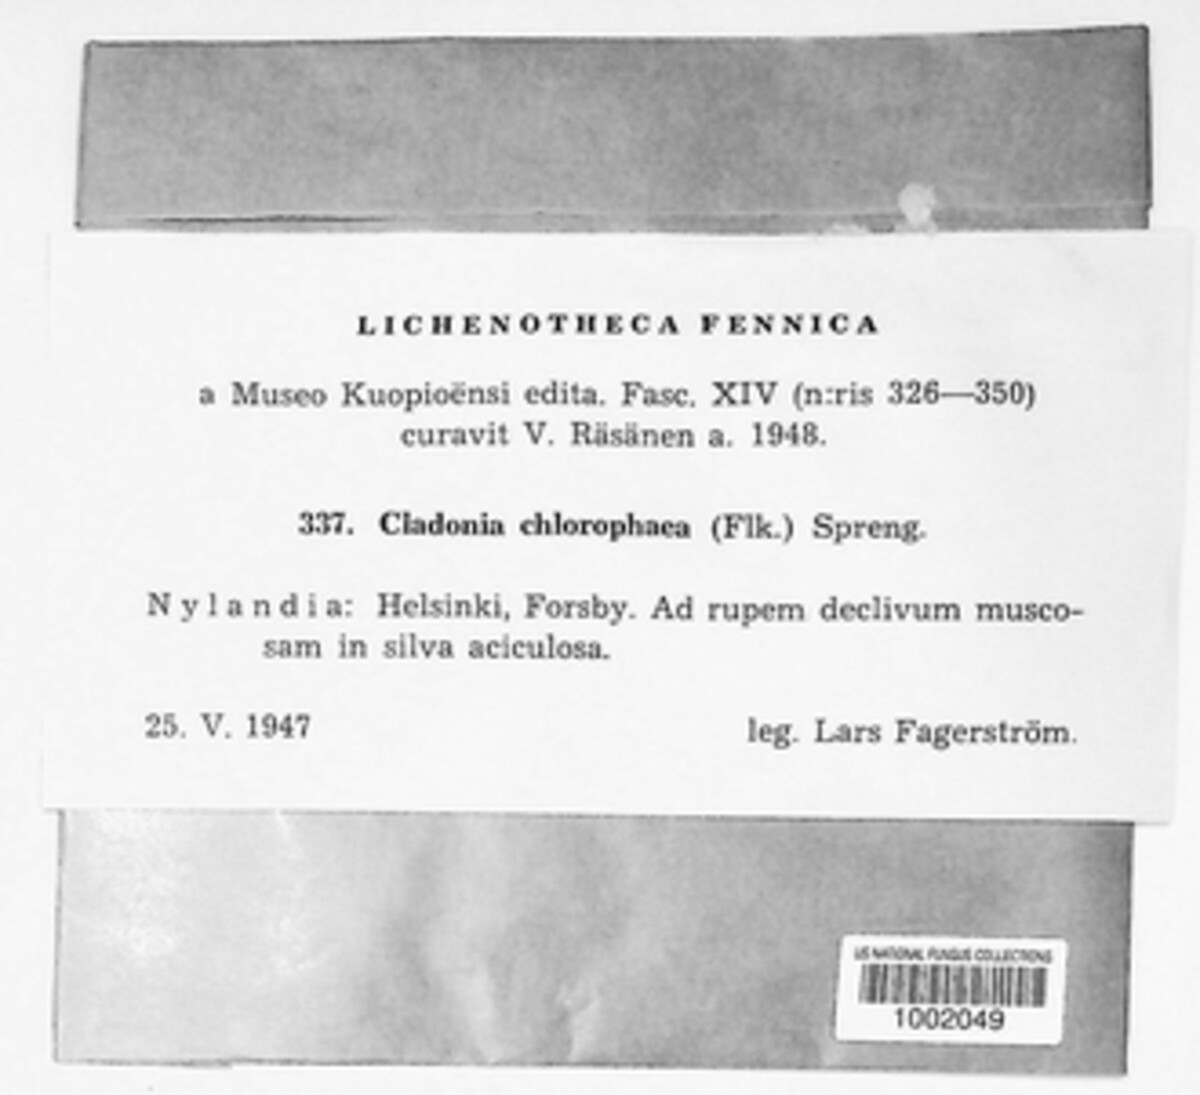 LICHENOTHECA FENNICA
a Museo Kuopioënsi edita. Fasc. XIV (n:ris 326—350)
curavit V. Räsänen a. 1948.
337. Cladonia chlorophaea (Flk.) Spreng.
Nylandia: Helsinki, Forsby. Ad rupem declivum musco-
sam in silva aciculosa.
25. V. 1947 leg. Lars Fagerström.
US NATIONAL FUNGUS COLLECTIONS
1002049